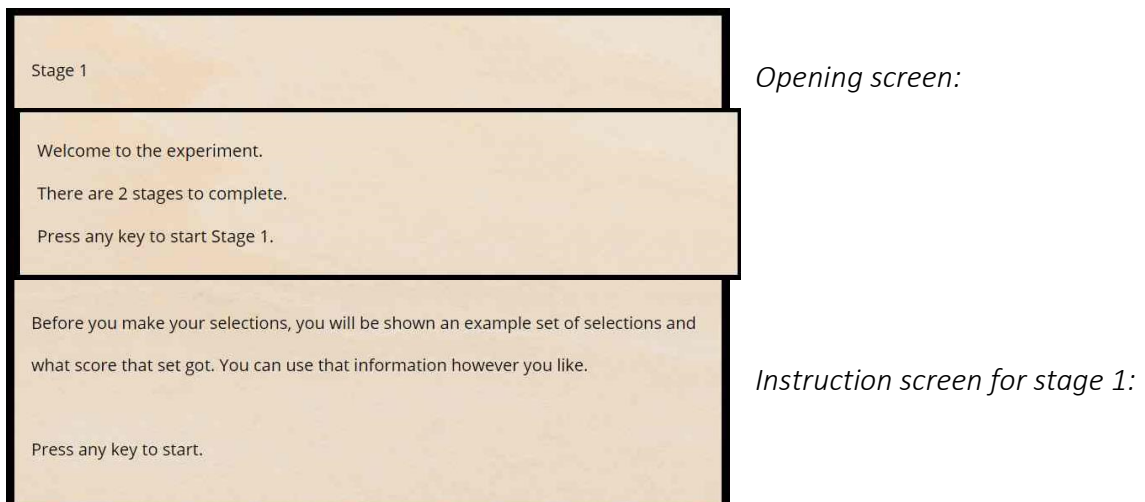 Stage 1
Opening screen:
Welcome to the experiment.
There are 2 stages to complete.
Press any key to start Stage 1.
Before you make your selections, you will be shown an example set of selections and
what score that set got. You can use that information however you like.
Instruction screen for stage 1:
Press any key to start.